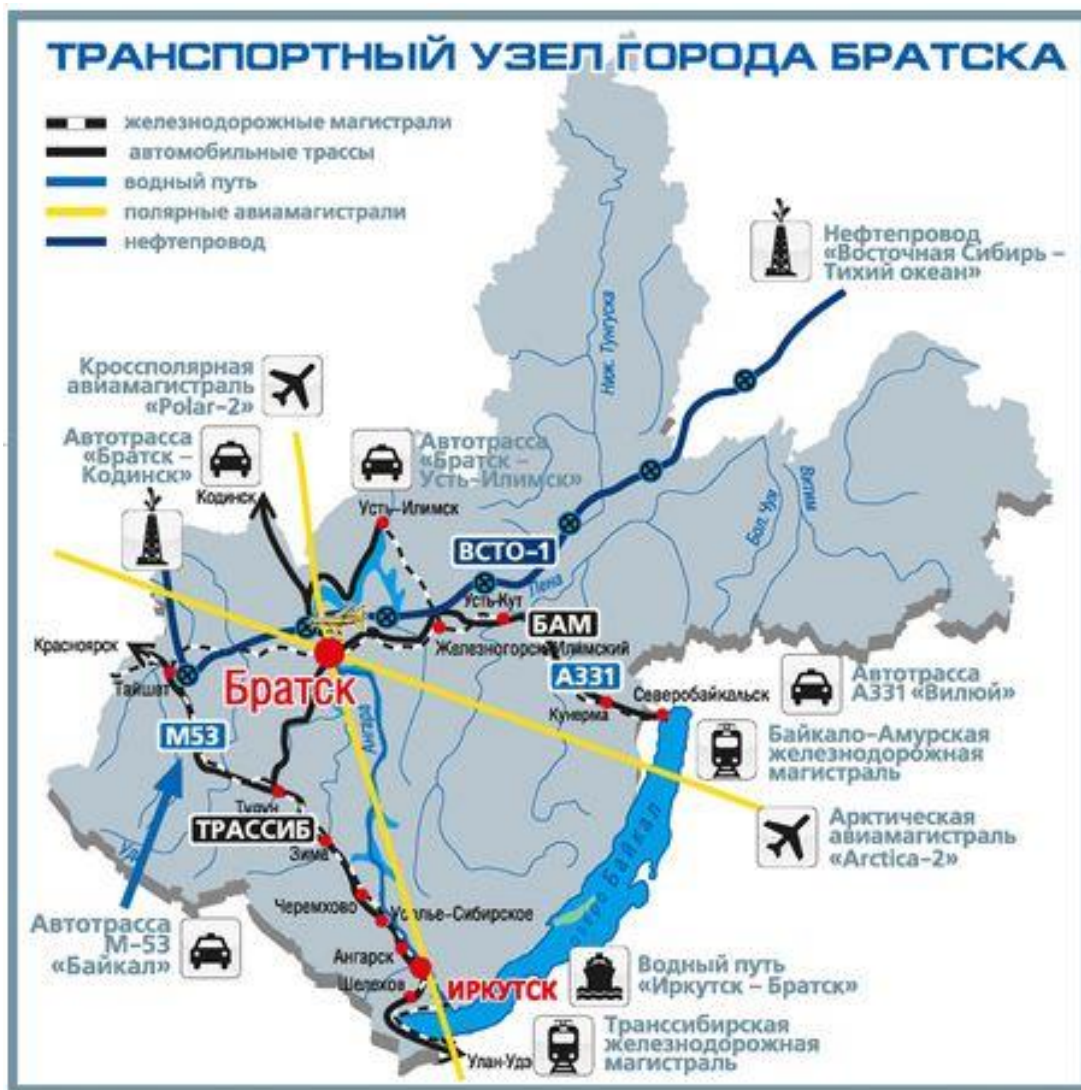 ТРАНСПОРТНЫЙ УЗЕЛ ГОРОДА БРАТСКА
железнодорожные магистрали
автомобильные трассы
водный путь
полярные авиамагистрали
нефтепровод
Нефтепровод
«Восточная Сибирь –
Тихий океан»
Ниж. Тунгуска
Кроссполярная
авиамагистраль
«Polar-2»
Автотрасса
«Братск –
Кодинск»
Автотрасса
«Братск –
Усть-Илимск»
Кодинск
Усть-Илимск
Бол. Чуя
Витим
ВСТО-1
Лена
Усть-Кут
БАМ
Красноярск
Железногорск-Илимский
Тайшет
Братск
А331
Северобайкальск
Кунерма
Автотрасса
А331 «Вилюй»
М53
Ангара
Байкало-Амурская
железнодорожная
магистраль
Тулун
ТРАССИБ
Зима
озеро Байкал
Арктическая
авиамагистраль
«Arctica-2»
Черемхово
Усолье-Сибирское
Автотрасса
М-53
«Байкал»
Ангарск
Шелехов
ИРКУТСК
Водный путь
«Иркутск – Братск»
Улан-Удэ
Транссибирская
железнодорожная
магистраль